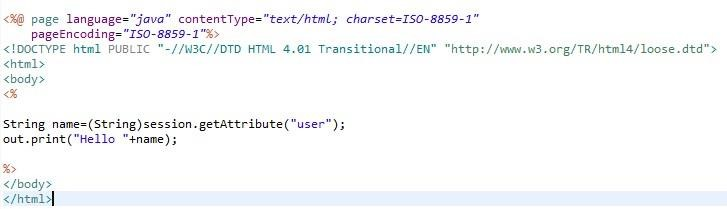 <%@ page language="java" contentType="text/html; charset=ISO-8859-1"
    pageEncoding="ISO-8859-1"%>
<!DOCTYPE html PUBLIC "-//W3C//DTD HTML 4.01 Transitional//EN" "http://www.w3.org/TR/html4/loose.dtd">
<html>
<body>
<%
String name=(String)session.getAttribute("user");
out.print("Hello "+name);
%>
</body>
</html>